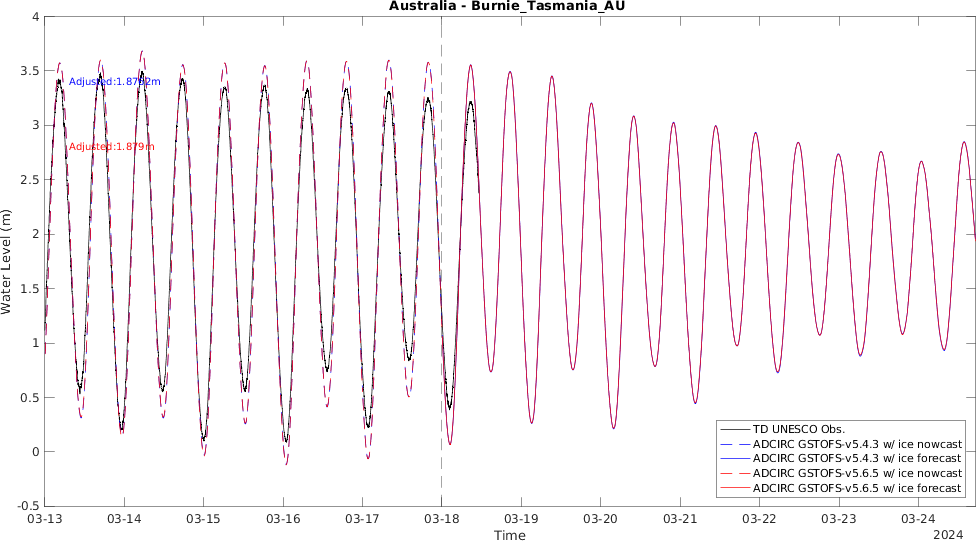 Australia - Burnie_Tasmania_AU
4
3.5
3
2.5
2
1.5
1
0.5
0
-0.5
Water Level (m)
Adjusted:1.8792m
Adjusted:1.879m
TD UNESCO Obs.
ADCIRC GSTOFS-v5.4.3 w/ ice nowcast
ADCIRC GSTOFS-v5.4.3 w/ ice forecast
ADCIRC GSTOFS-v5.6.5 w/ ice nowcast
ADCIRC GSTOFS-v5.6.5 w/ ice forecast
03-13 03-14 03-15 03-16 03-17 03-18 03-19 03-20 03-21 03-22 03-23 03-24
Time
2024